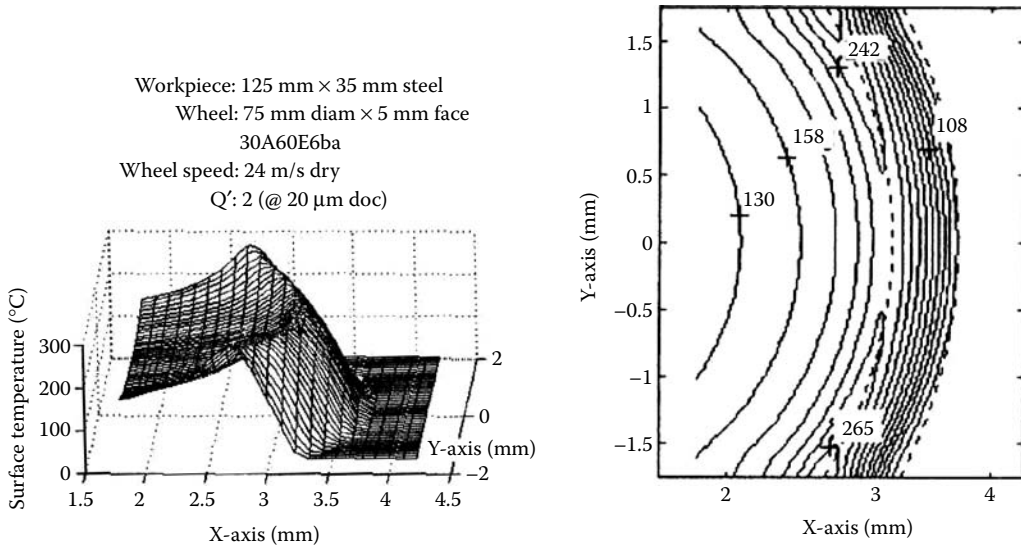 Workpiece: 125 mm × 35 mm steel
Wheel: 75 mm diam × 5 mm face
30A60E6ba
Wheel speed: 24 m/s dry
Q′: 2 (@ 20 µm doc)
Surface temperature (°C)
300
200
100
0
1.5
2
2.5
3
3.5
4
4.5
X-axis (mm)
2
0
−2
Y-axis (mm)
Y-axis (mm)
1.5
1
0.5
0
−0.5
−1
−1.5
242
158
108
130
265
2
3
4
X-axis (mm)